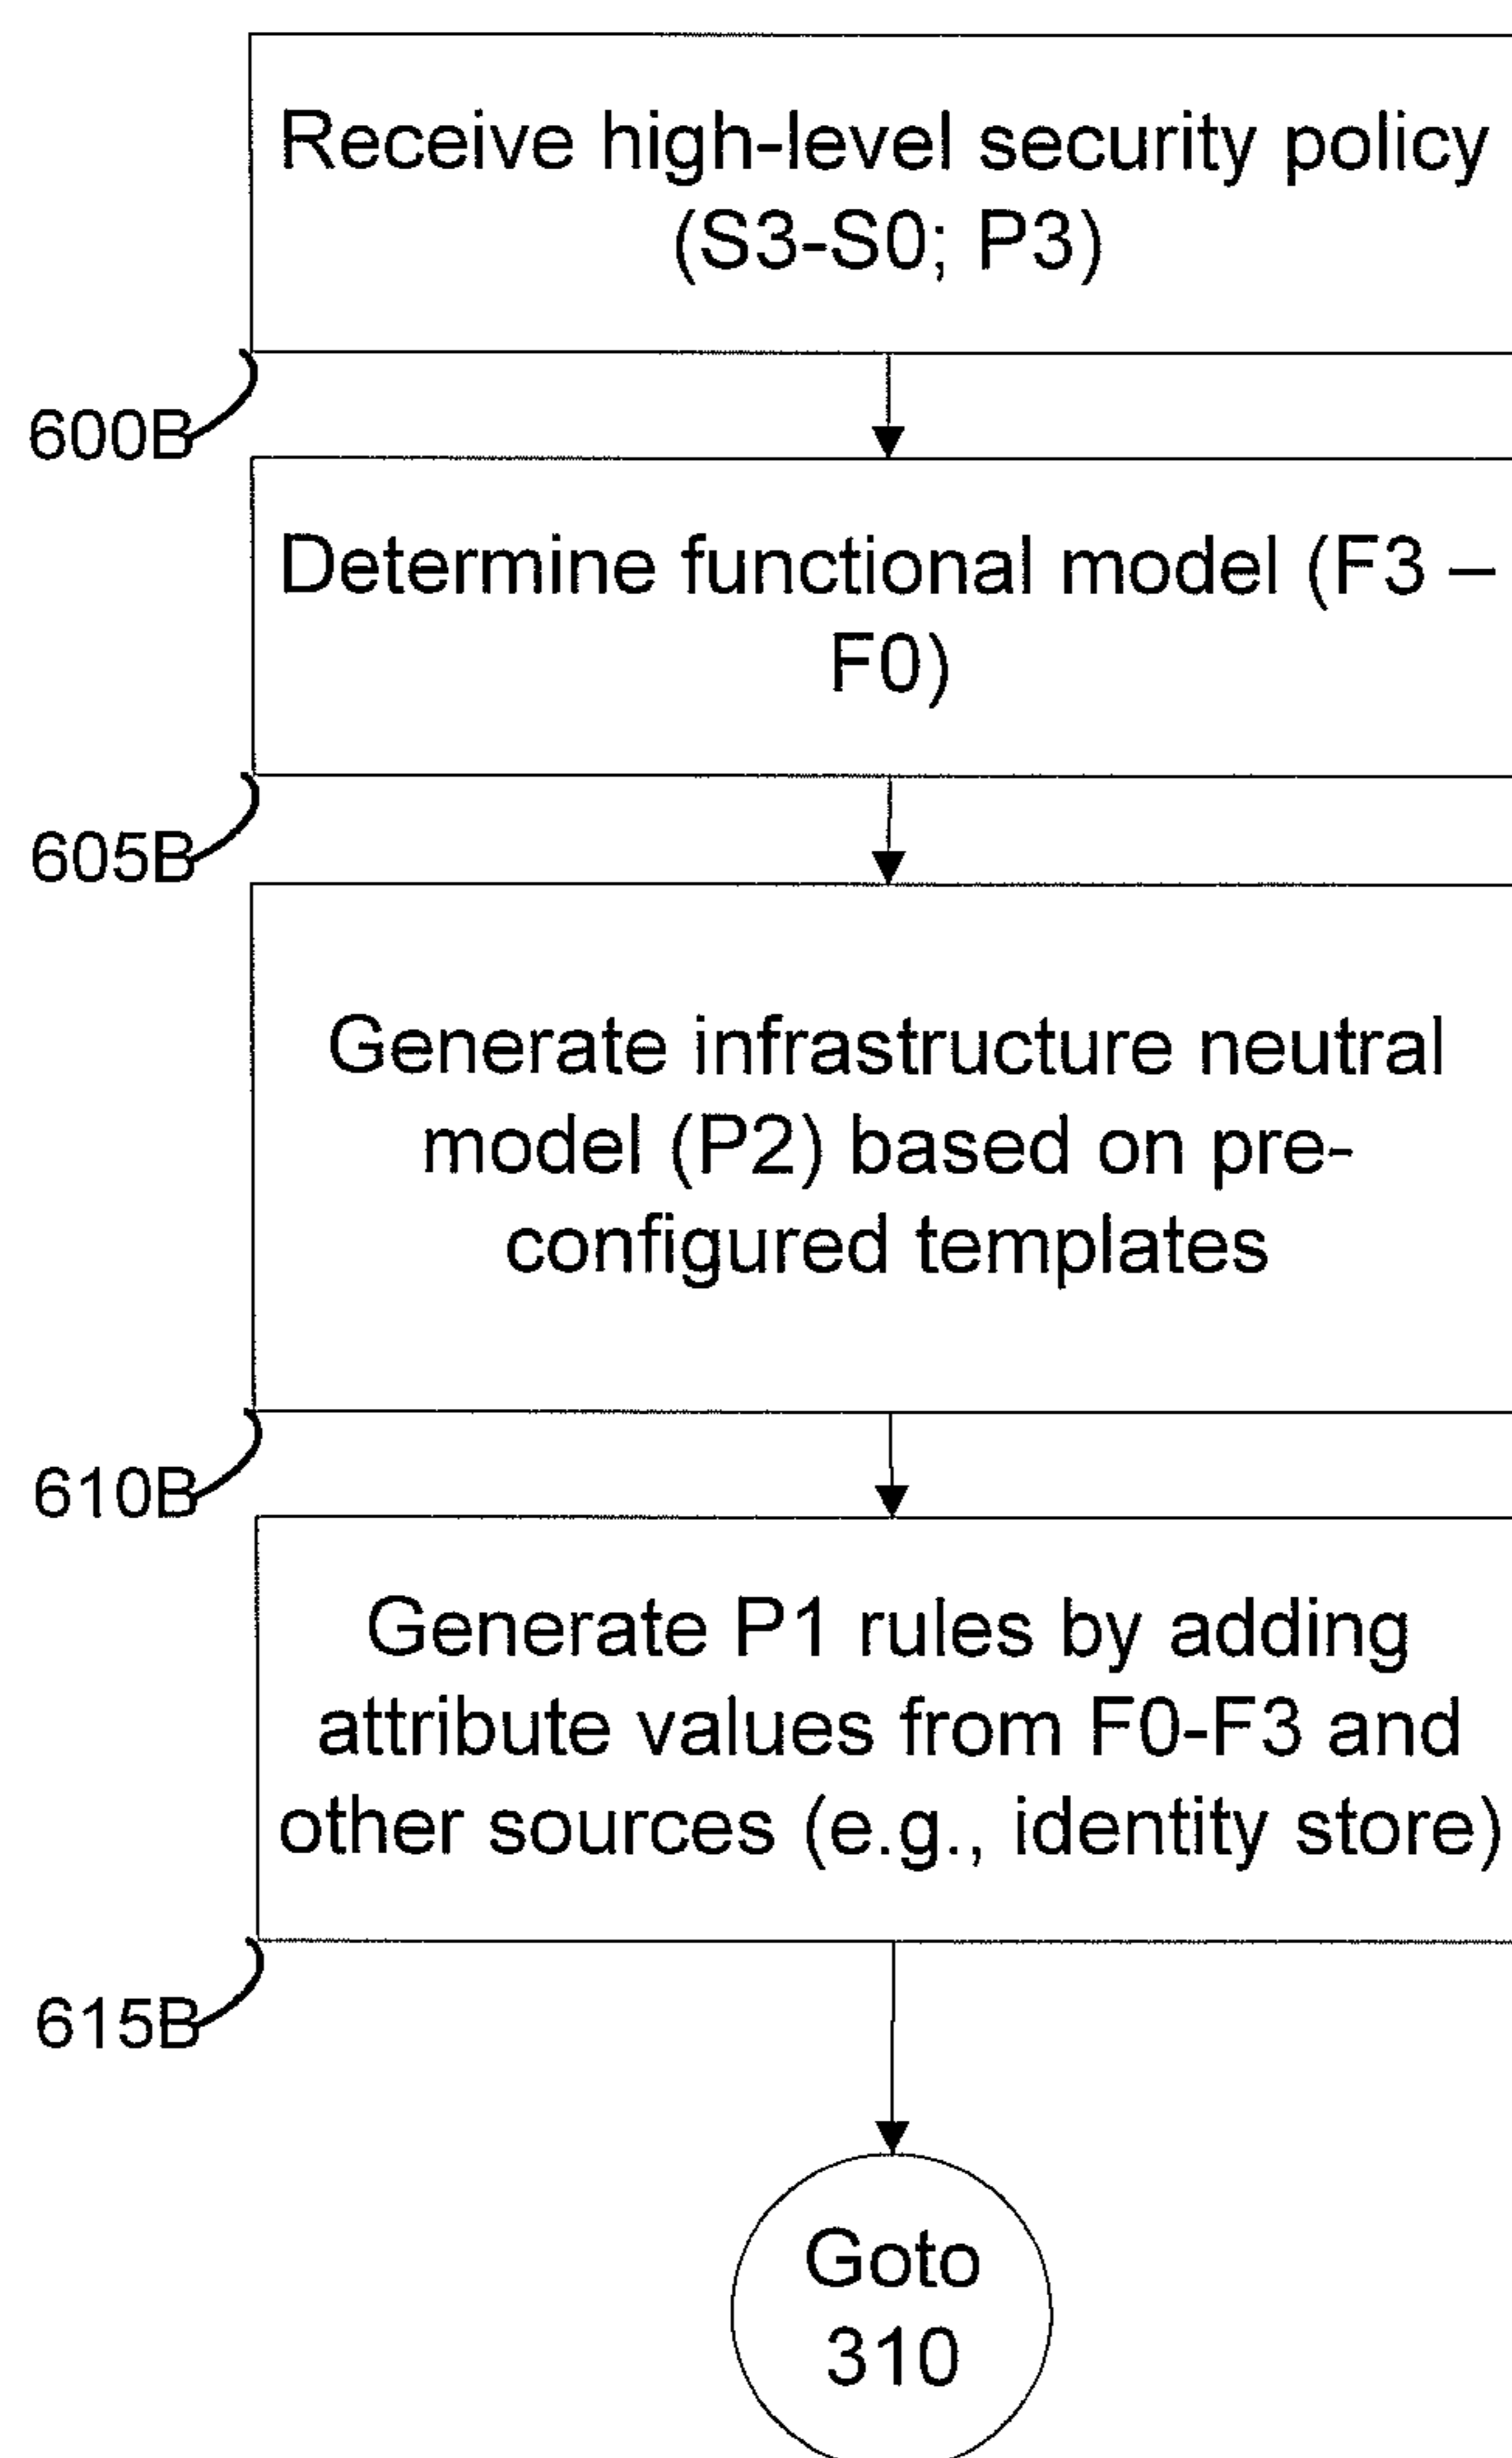 Receive high-level security policy
(S3-S0; P3)
600B
Determine functional model (F3 –
F0)
605B
Generate infrastructure neutral
model (P2) based on pre-
configured templates
610B
Generate P1 rules by adding
attribute values from F0-F3 and
other sources (e.g., identity store)
615B
Goto
310